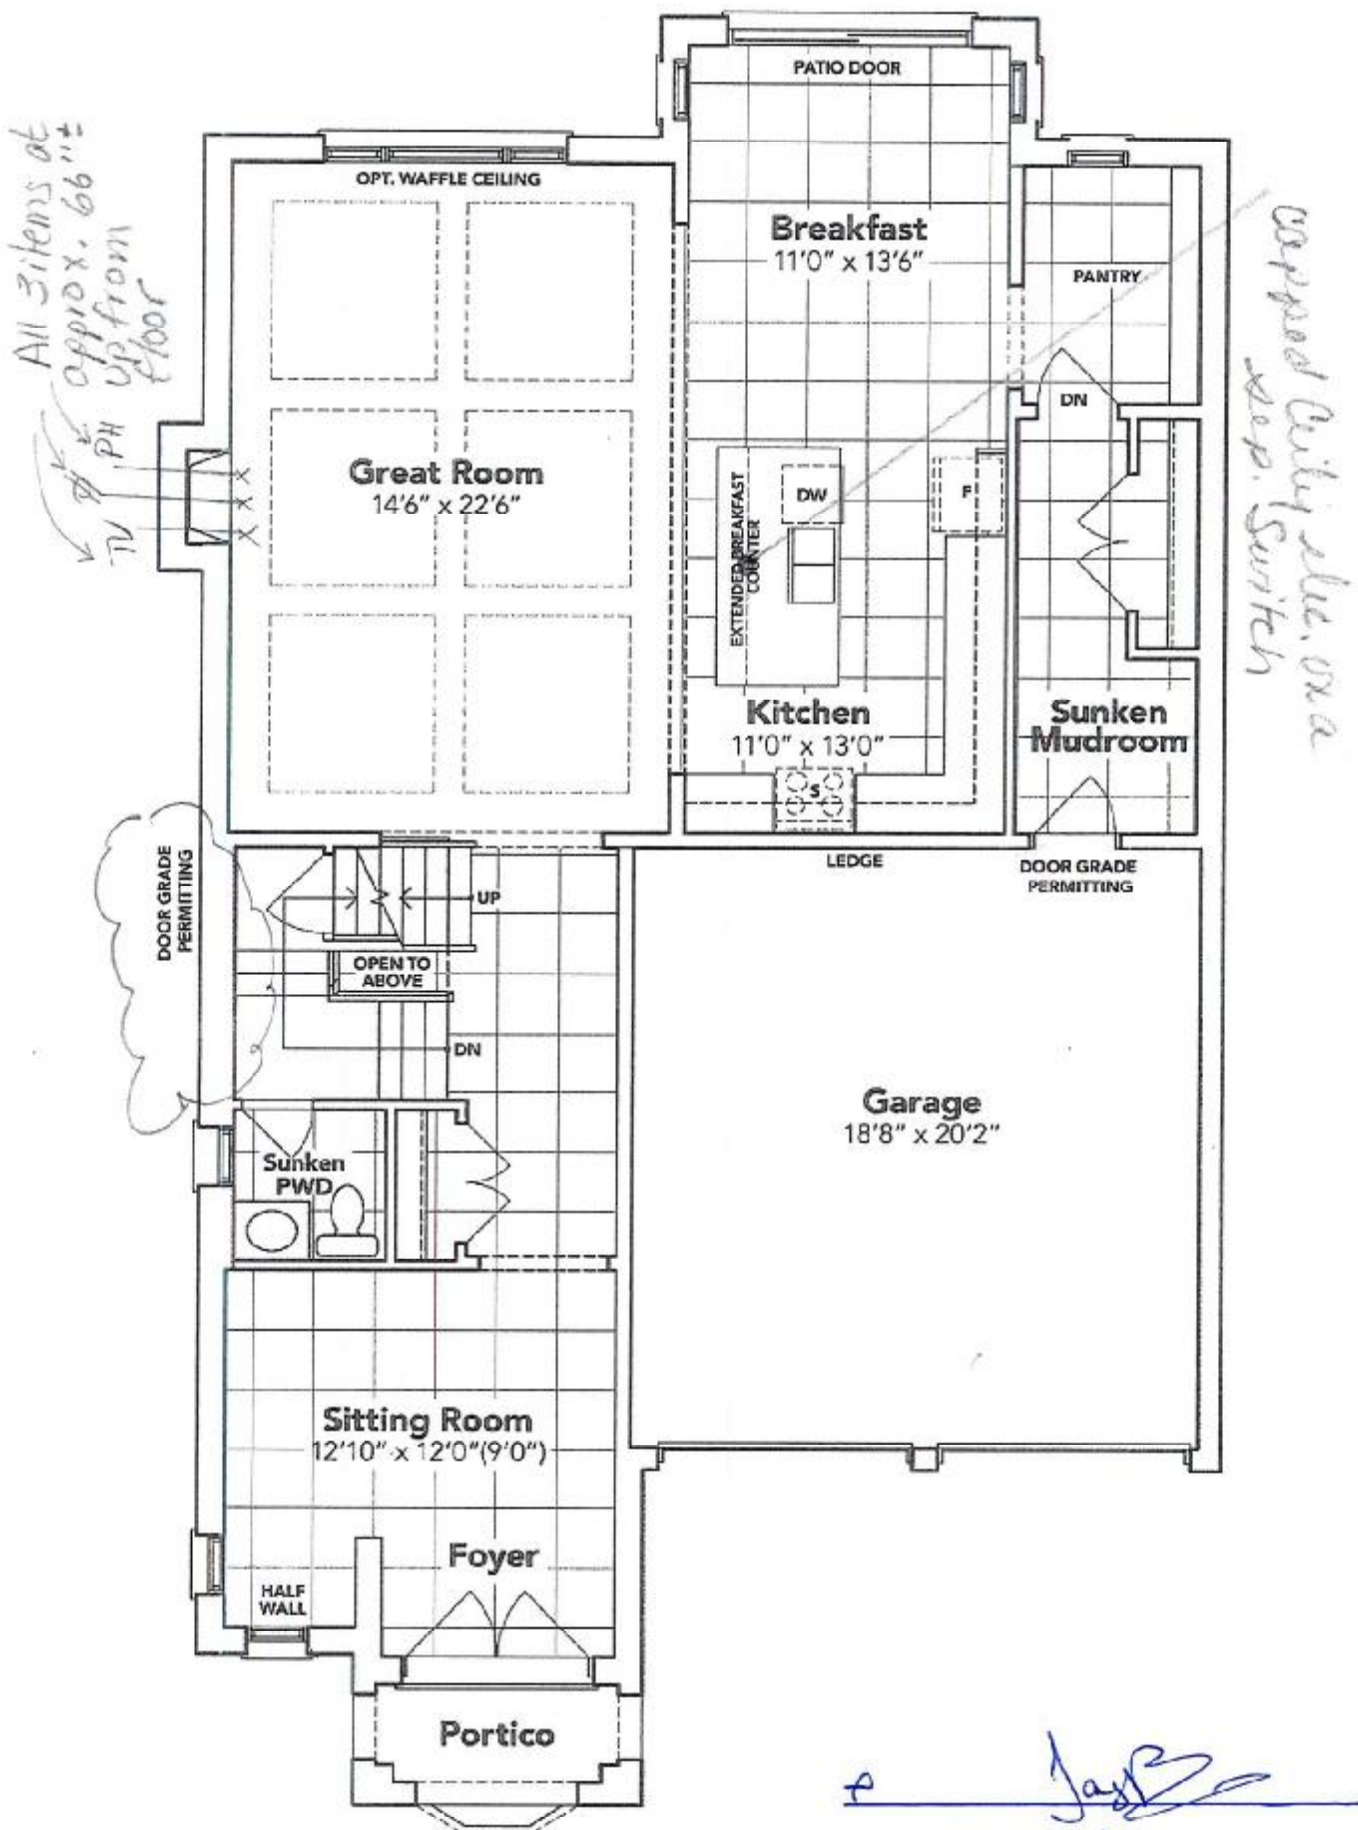 PATIO DOOR
All 3 items at
approx. 66"±
up from
floor
OPT. WAFFLE CEILING
Breakfast
11'0" x 13'6"
PANTRY
capped Ceiling elec. on a
sep. Switch
DN
PH
TV
Great Room
14'6" x 22'6"
EXTENDED BREAKFAST
COUNTER
DW
F
Kitchen
11'0" x 13'0"
S
Sunken
Mudroom
DOOR GRADE
PERMITTING
LEDGE
DOOR GRADE
PERMITTING
UP
OPEN TO
ABOVE
DN
Garage
18'8" x 20'2"
Sunken
PWD
Sitting Room
12'10" x 12'0"(9'0")
Foyer
HALF
WALL
Portico